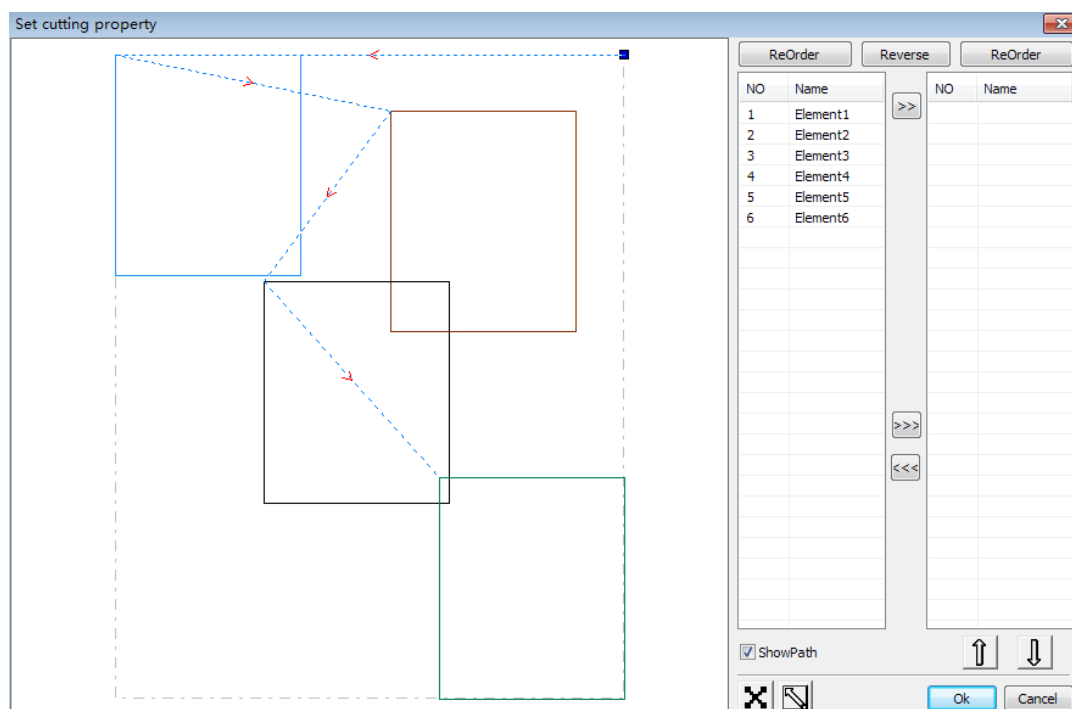 Set cutting property
ReOrder Reverse ReOrder
NO Name >> NO Name
1 Element1
2 Element2
3 Element3
4 Element4
5 Element5
6 Element6
>>>
<<<
ShowPath
Ok Cancel